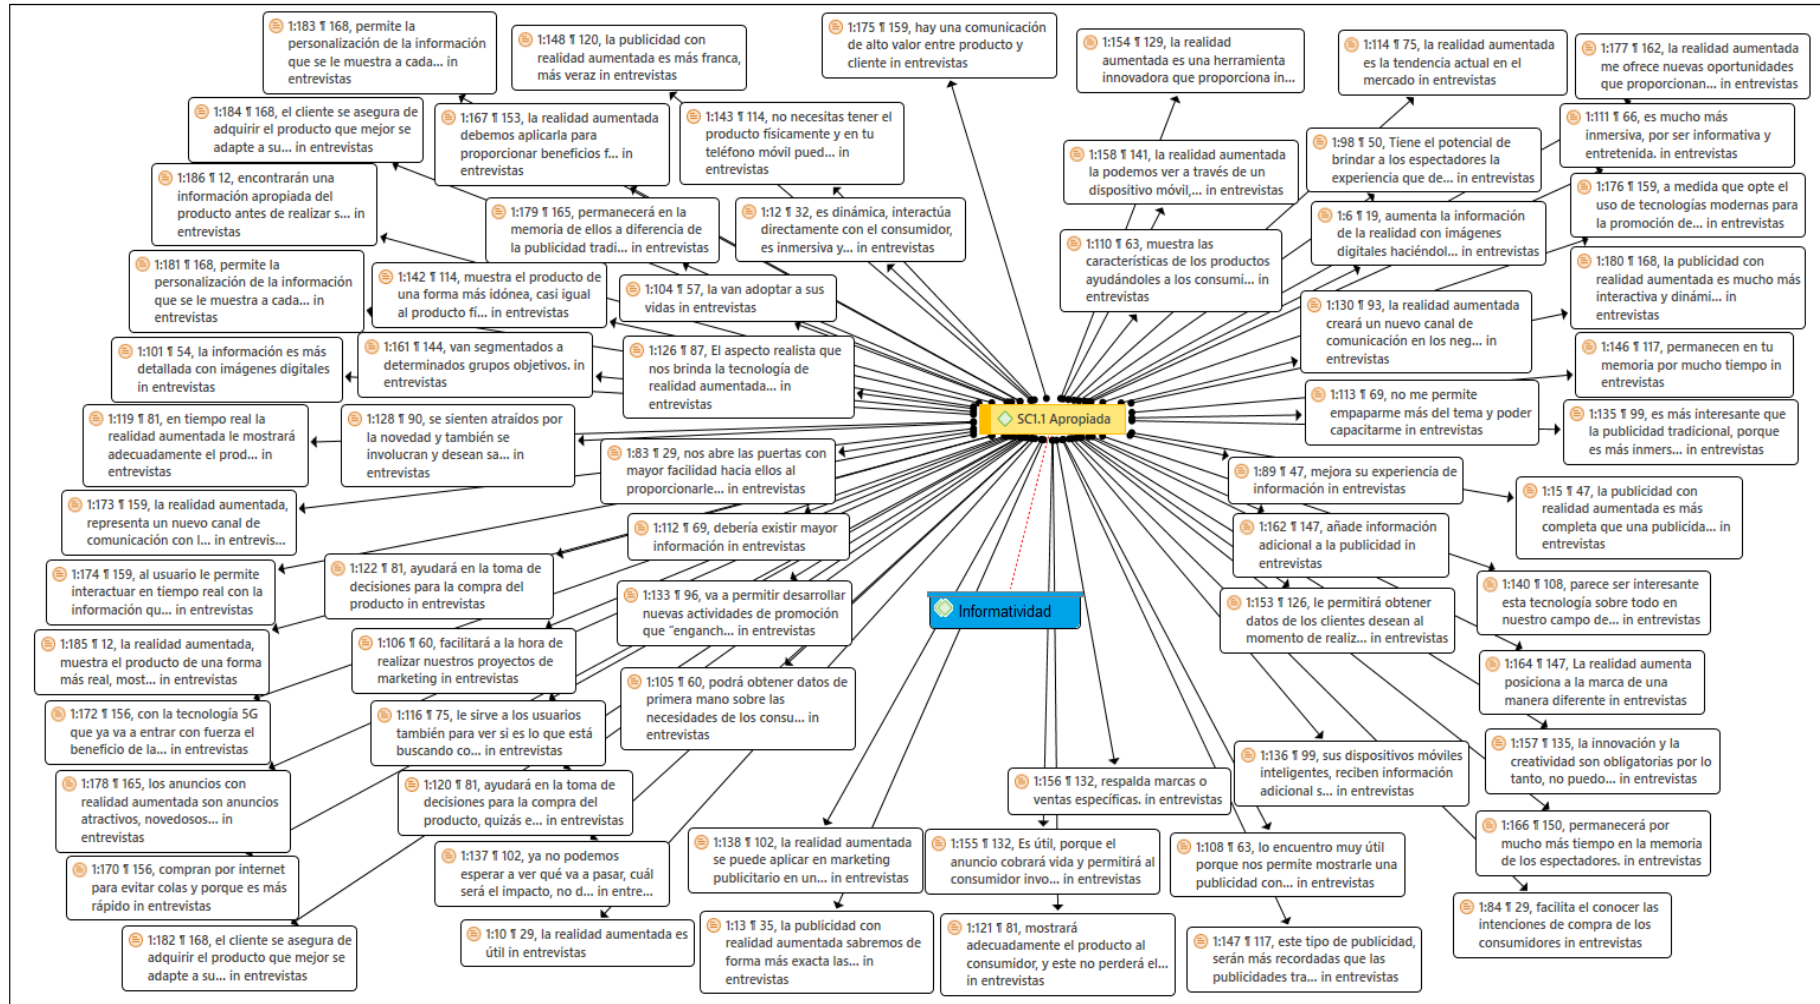 1:183 ¶ 168, permite la
personalización de la información
que se le muestra a cada... in
entrevistas
1:148 ¶ 120, la publicidad con
realidad aumentada es más franca,
más veraz in entrevistas
1:175 ¶ 159, hay una comunicación
de alto valor entre producto y
cliente in entrevistas
1:154 ¶ 129, la realidad
aumentada es una herramienta
innovadora que proporciona in...
1:114 ¶ 75, la realidad aumentada
es la tendencia actual en el
mercado in entrevistas
1:177 ¶ 162, la realidad aumentada
me ofrece nuevas oportunidades
que proporcionan... in entrevistas
1:184 ¶ 168, el cliente se asegura de
adquirir el producto que mejor se
adapte a su... in entrevistas
1:167 ¶ 153, la realidad aumentada
debemos aplicarla para
proporcionar beneficios f... in
entrevistas
1:143 ¶ 114, no necesitas tener el
producto físicamente y en tu
teléfono móvil pued... in
entrevistas
1:158 ¶ 141, la realidad aumentada
la podemos ver a través de un
dispositivo móvil,... in entrevistas
1:98 ¶ 50, Tiene el potencial de
brindar a los espectadores la
experiencia que de... in entrevistas
1:111 ¶ 66, es mucho más
inmersiva, por ser informativa y
entretenida. in entrevistas
1:186 ¶ 12, encontrarán una
información apropiada del
producto antes de realizar s... in
entrevistas
1:179 ¶ 165, permanecerá en la
memoria de ellos a diferencia de
la publicidad tradi... in entrevistas
1:12 ¶ 32, es dinámica, interactúa
directamente con el consumidor,
es inmersiva y... in entrevistas
1:110 ¶ 63, muestra las
características de los productos
ayudándoles a los consumi...
in entrevistas
1:6 ¶ 19, aumenta la información
de la realidad con imágenes
digitales haciéndol... in entrevistas
1:176 ¶ 159, a medida que opte el
uso de tecnologías modernas para
la promoción de... in entrevistas
1:181 ¶ 168, permite la
personalización de la información
que se le muestra a cada... in
entrevistas
1:142 ¶ 114, muestra el producto de
una forma más idónea, casi igual
al producto fí... in entrevistas
1:104 ¶ 57, la van adoptar a sus
vidas in entrevistas
1:130 ¶ 93, la realidad aumentada
creará un nuevo canal de
comunicación en los neg... in
entrevistas
1:180 ¶ 168, la publicidad con
realidad aumentada es mucho más
interactiva y dinámi... in
entrevistas
1:101 ¶ 54, la información es más
detallada con imágenes digitales
in entrevistas
1:161 ¶ 144, van segmentados a
determinados grupos objetivos. in
entrevistas
1:126 ¶ 87, El aspecto realista que
nos brinda la tecnología de
realidad aumentada... in
entrevistas
1:146 ¶ 117, permanecen en tu
memoria por mucho tiempo in
entrevistas
1:119 ¶ 81, en tiempo real la
realidad aumentada le mostrará
adecuadamente el prod... in
entrevistas
1:128 ¶ 90, se sienten atraídos por
la novedad y también se
involucran y desean sa... in
entrevistas
SC1.1 Apropiada
1:113 ¶ 69, no me permite
empaparme más del tema y poder
capacitarme in entrevistas
1:135 ¶ 99, es más interesante que
la publicidad tradicional, porque
es más inmers... in entrevistas
1:83 ¶ 29, nos abre las puertas con
mayor facilidad hacia ellos al
proporcionarle... in entrevistas
1:89 ¶ 47, mejora su experiencia de
información in entrevistas
1:15 ¶ 47, la publicidad con
realidad aumentada es más
completa que una publicida... in
entrevistas
1:173 ¶ 159, la realidad aumentada,
representa un nuevo canal de
comunicación con l... in entrevis...
1:112 ¶ 69, debería existir mayor
información in entrevistas
1:162 ¶ 147, añade información
adicional a la publicidad in
entrevistas
1:174 ¶ 159, al usuario le permite
interactuar en tiempo real con la
información qu... in entrevistas
1:122 ¶ 81, ayudará en la toma de
decisiones para la compra del
producto in entrevistas
1:133 ¶ 96, va a permitir desarrollar
nuevas actividades de promoción
que “enganch... in entrevistas
Informatividad
1:153 ¶ 126, le permitirá obtener
datos de los clientes desean al
momento de realiz... in entrevistas
1:140 ¶ 108, parece ser interesante
esta tecnología sobre todo en
nuestro campo de... in entrevistas
1:185 ¶ 12, la realidad aumentada,
muestra el producto de una forma
más real, most... in entrevistas
1:106 ¶ 60, facilitará a la hora de
realizar nuestros proyectos de
marketing in entrevistas
1:105 ¶ 60, podrá obtener datos de
primera mano sobre las
necesidades de los consu... in
entrevistas
1:164 ¶ 147, La realidad aumenta
posiciona a la marca de una
manera diferente in entrevistas
1:172 ¶ 156, con la tecnología 5G
que ya va a entrar con fuerza el
beneficio de la... in entrevistas
1:116 ¶ 75, le sirve a los usuarios
también para ver si es lo que está
buscando co... in entrevistas
1:136 ¶ 99, sus dispositivos móviles
inteligentes, reciben información
adicional s... in entrevistas
1:157 ¶ 135, la innovación y la
creatividad son obligatorias por lo
tanto, no puedo... in entrevistas
1:178 ¶ 165, los anuncios con
realidad aumentada son anuncios
atractivos, novedosos... in
entrevistas
1:120 ¶ 81, ayudará en la toma de
decisiones para la compra del
producto, quizás e... in entrevistas
1:156 ¶ 132, respalda marcas o
ventas específicas. in entrevistas
1:170 ¶ 156, compran por internet
para evitar colas y porque es más
rápido in entrevistas
1:137 ¶ 102, ya no podemos
esperar a ver qué va a pasar, cuál
será el impacto, no d... in entre...
1:138 ¶ 102, la realidad aumentada
se puede aplicar en marketing
publicitario en un... in entrevistas
1:155 ¶ 132, Es útil, porque el
anuncio cobrará vida y permitirá al
consumidor invo... in entrevistas
1:108 ¶ 63, lo encuentro muy útil
porque nos permite mostrarle una
publicidad con... in entrevistas
1:166 ¶ 150, permanecerá por
mucho más tiempo en la memoria
de los espectadores. in entrevistas
1:182 ¶ 168, el cliente se asegura de
adquirir el producto que mejor se
adapte a su... in entrevistas
1:10 ¶ 29, la realidad aumentada es
útil in entrevistas
1:13 ¶ 35, la publicidad con
realidad aumentada sabremos de
forma más exacta las... in
entrevistas
1:121 ¶ 81, mostrará
adecuadamente el producto al
consumidor, y este no perderá el...
in entrevistas
1:147 ¶ 117, este tipo de publicidad,
serán más recordadas que las
publicidades tra... in entrevistas
1:84 ¶ 29, facilita el conocer las
intenciones de compra de los
consumidores in entrevistas